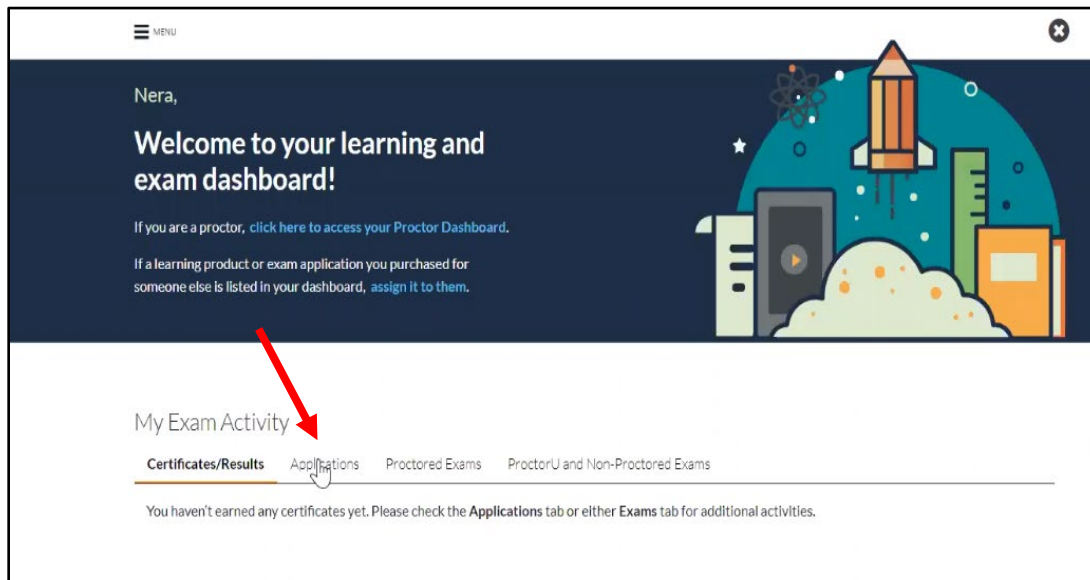 MENU
Nera,
Welcome to your learning and
exam dashboard!
If you are a proctor, click here to access your Proctor Dashboard.
If a learning product or exam application you purchased for
someone else is listed in your dashboard, assign it to them.
My Exam Activity
Certificates/Results Applications Proctored Exams ProctorU and Non-Proctored Exams
You haven't earned any certificates yet. Please check the Applications tab or either Exams tab for additional activities.